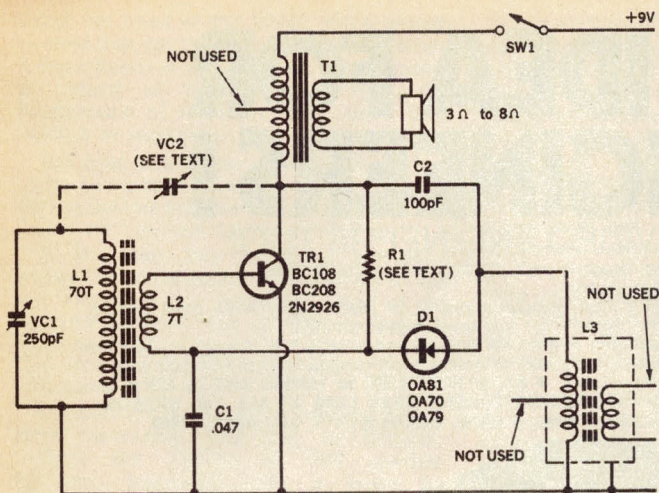 +9V
SW1
NOT USED
T1
3Ω to 8Ω
VC2
(SEE TEXT)
C2
100pF
L1
70T
L2
7T
TR1
BC108
BC208
2N2926
R1
(SEE TEXT)
VC1
250pF
D1
OA81
OA70
OA79
NOT USED
L3
C1
.047
NOT USED